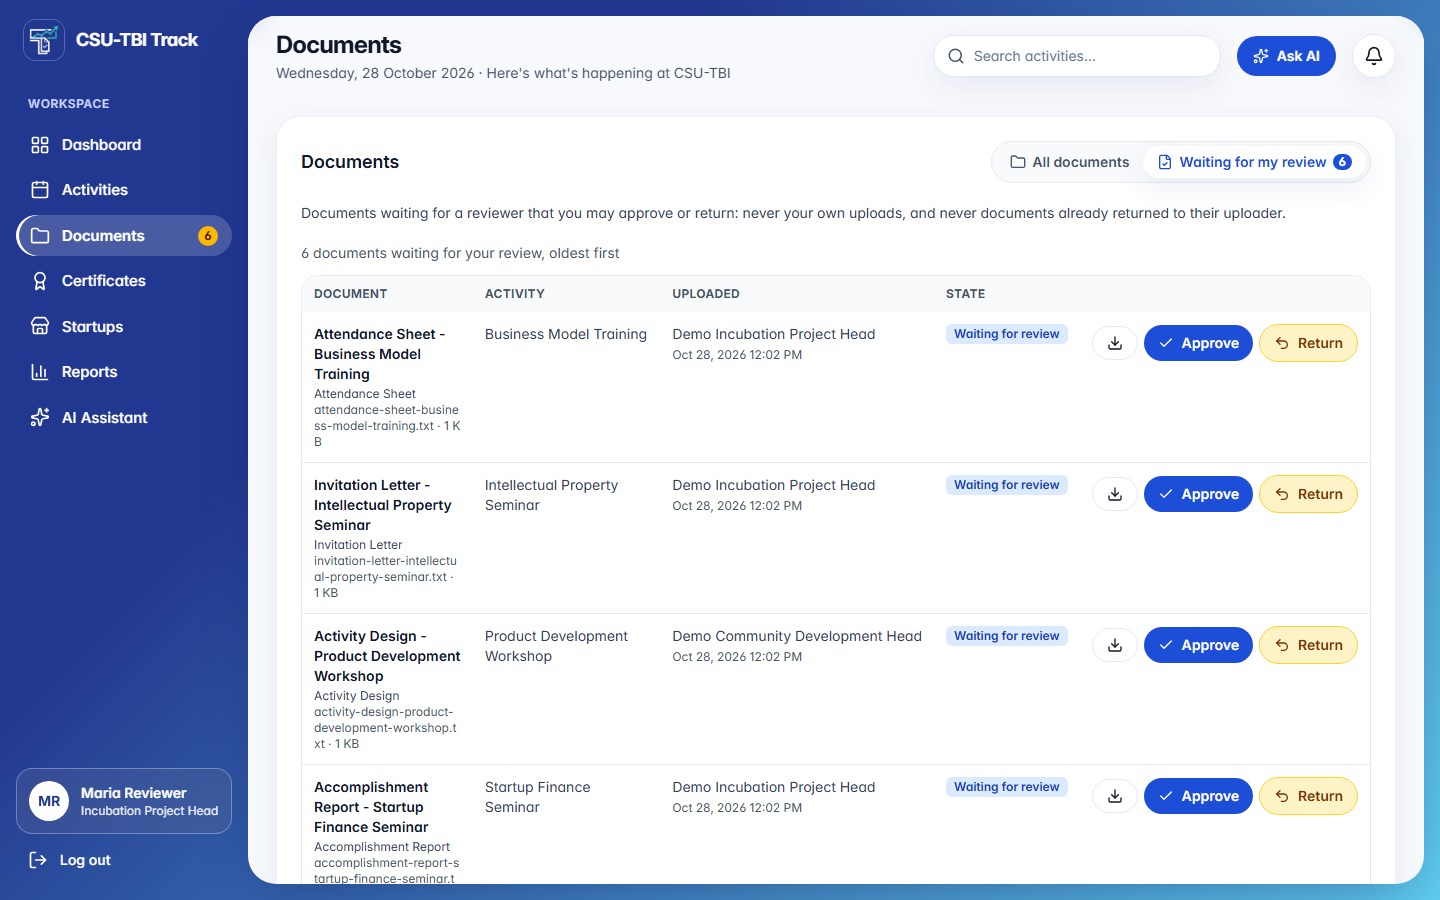 CSU-TBI Track
WORKSPACE
Dashboard
Activities
Documents 6
Certificates
Startups
Reports
AI Assistant
MR
Maria Reviewer
Incubation Project Head
Log out
Documents
Wednesday, 28 October 2026 · Here's what's happening at CSU-TBI
Search activities...
Ask AI
Documents
All documents
Waiting for my review 6
Documents waiting for a reviewer that you may approve or return: never your own uploads, and never documents already returned to their uploader.
6 documents waiting for your review, oldest first
DOCUMENT ACTIVITY UPLOADED STATE
Attendance Sheet -
Business Model
Training
Attendance Sheet
attendance-sheet-busine
ss-model-training.txt · 1 K
B
Business Model Training
Demo Incubation Project Head
Oct 28, 2026 12:02 PM
Waiting for review
Approve
Return
Invitation Letter -
Intellectual Property
Seminar
Invitation Letter
invitation-letter-intellectu
al-property-seminar.txt ·
1 KB
Intellectual Property
Seminar
Demo Incubation Project Head
Oct 28, 2026 12:02 PM
Waiting for review
Approve
Return
Activity Design -
Product Development
Workshop
Activity Design
activity-design-product-
development-workshop.t
xt · 1 KB
Product Development
Workshop
Demo Community Development Head
Oct 28, 2026 12:02 PM
Waiting for review
Approve
Return
Accomplishment
Report - Startup
Finance Seminar
Accomplishment Report
accomplishment-report-s
tartup-finance-seminar.t
Startup Finance
Seminar
Demo Incubation Project Head
Oct 28, 2026 12:02 PM
Waiting for review
Approve
Return